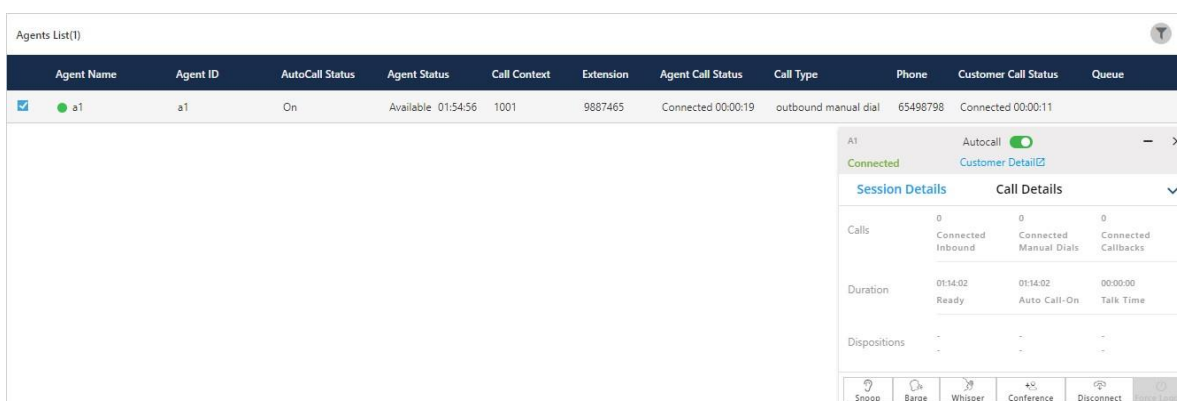 Agents List(1)
Agent Name Agent ID AutoCall Status Agent Status Call Context Extension Agent Call Status Call Type Phone Customer Call Status Queue
a1 a1 On Available 01:54:56 1001 9887465 Connected 00:00:19 outbound manual dial 65498798 Connected 00:00:11
A1 Autocall
Connected Customer Detail
Session Details Call Details
Calls 0 0 0
Connected Inbound Connected Manual Dials Connected Callbacks
Duration 01:14:02 01:14:02 00:00:00
Ready Auto Call-On Talk Time
Dispositions - - -
- - -
Snoop Barge Whisper Conference Disconnect